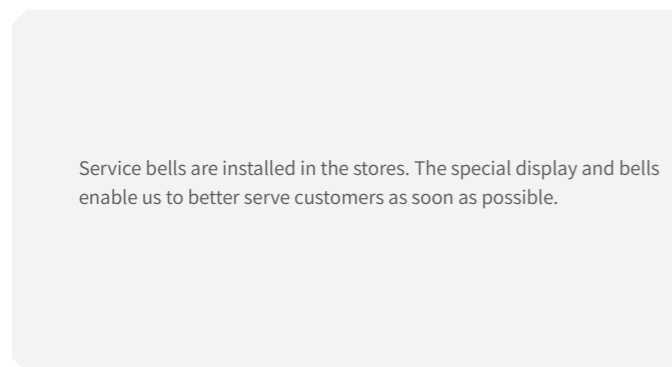 Service bells are installed in the stores. The special display and bells
enable us to better serve customers as soon as possible.